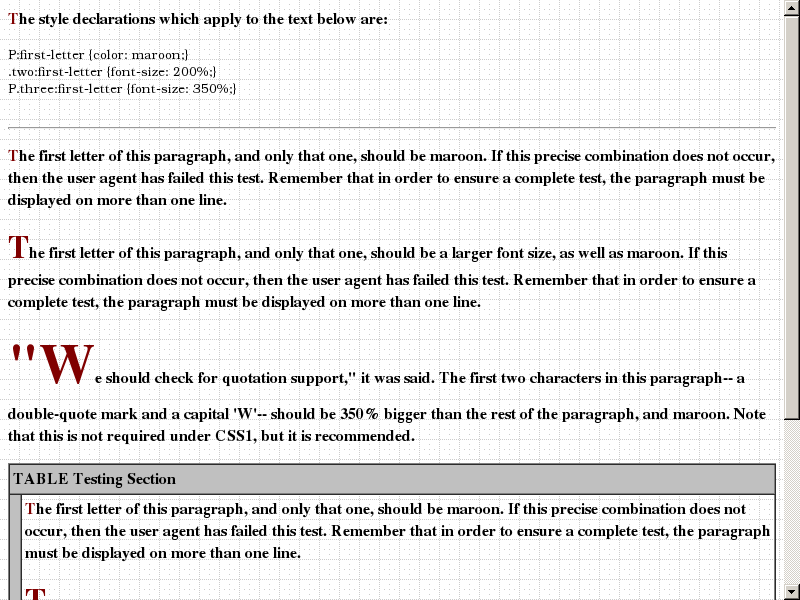 The style declarations which apply to the text below are:
P:first-letter {color: maroon;}
.two:first-letter {font-size: 200%;}
P.three:first-letter {font-size: 350%;}
The first letter of this paragraph, and only that one, should be maroon. If this precise combination does not occur,
then the user agent has failed this test. Remember that in order to ensure a complete test, the paragraph must be
displayed on more than one line.
The first letter of this paragraph, and only that one, should be a larger font size, as well as maroon. If this
precise combination does not occur, then the user agent has failed this test. Remember that in order to ensure a
complete test, the paragraph must be displayed on more than one line.
"We should check for quotation support," it was said. The first two characters in this paragraph-- a
double-quote mark and a capital 'W'-- should be 350% bigger than the rest of the paragraph, and maroon. Note
that this is not required under CSS1, but it is recommended.
TABLE Testing Section
The first letter of this paragraph, and only that one, should be maroon. If this precise combination does not
occur, then the user agent has failed this test. Remember that in order to ensure a complete test, the paragraph
must be displayed on more than one line.